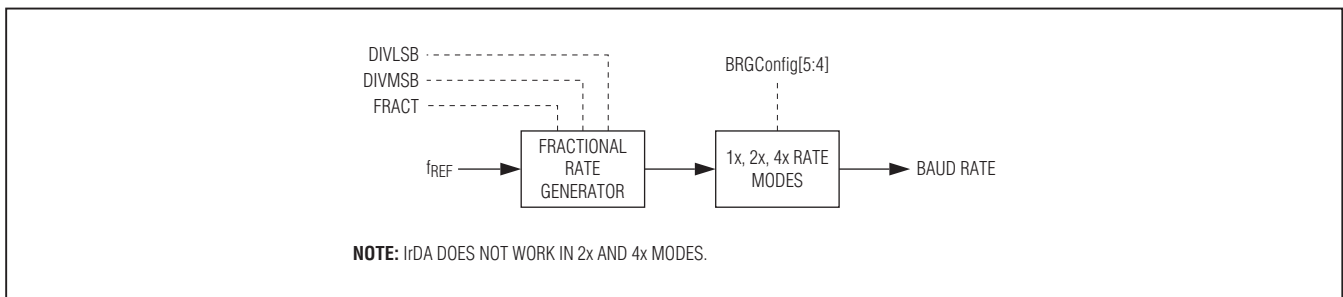 DIVLSB
DIVMSB
FRACT
BRGConfig[5:4]
fREF
FRACTIONAL
RATE
GENERATOR
1x, 2x, 4x RATE
MODES
BAUD RATE
NOTE: IrDA DOES NOT WORK IN 2x AND 4x MODES.